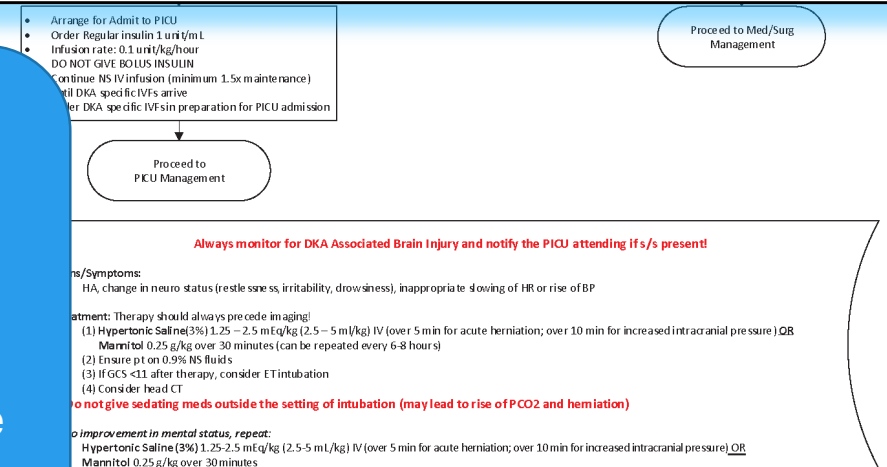 Arrange for Admit to PICU
Order Regular insulin 1 unit/mL
Infusion rate: 0.1 unit/kg/hour
DO NOT GIVE BOLUS INSULIN
Continue NS IV infusion (minimum 1.5x maintenance)
DKA specific IVFs arrive
DKA specific IVFs in preparation for PICU admission
Proceed to Med/Surg
Management
Proceed to
PICU Management
Always monitor for DKA Associated Brain Injury and notify the PICU attending if s/s present!
/Symptoms:
HA, change in neuro status (restlessness, irritability, drowsiness), inappropriate slowing of HR or rise of BP
Therapy should always precede imaging!
(1) Hypertonic Saline(3%) 1.25 – 2.5 mEq/kg (2.5 – 5 ml/kg) IV (over 5 min for acute herniation; over 10 min for increased intracranial pressure) OR
Mannitol 0.25 g/kg over 30 minutes (can be repeated every 6-8 hours)
(2) Ensure pt on 0.9% NS fluids
(3) If GCS <11 after therapy, consider ET intubation
(4) Consider head CT
Do not give sedating meds outside the setting of intubation (may lead to rise of PCO2 and herniation)
improvement in mental status, repeat:
Hypertonic Saline (3%) 1.25-2.5 mEq/kg (2.5-5 mL/kg) IV (over 5 min for acute herniation; over 10 min for increased intracranial pressure) OR
Mannitol 0.25 g/kg over 30 minutes